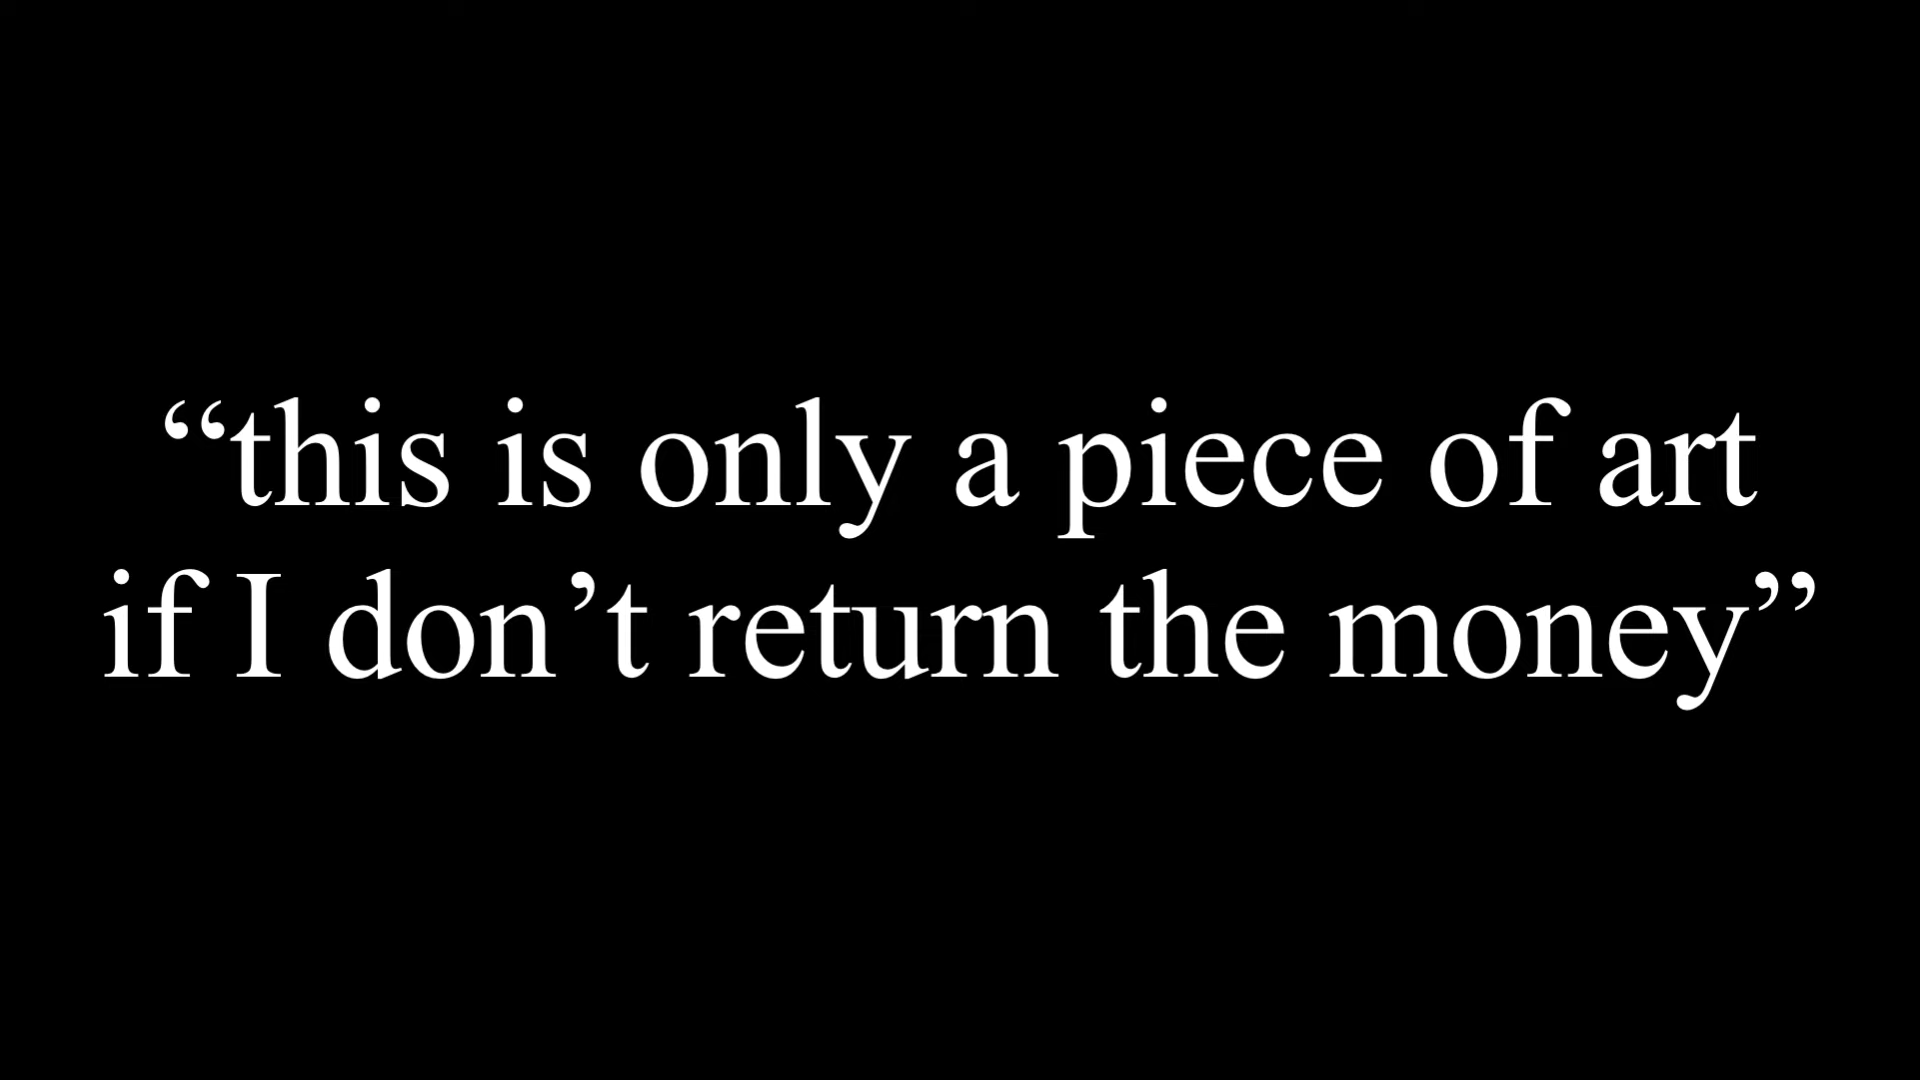 “this is only a piece of art
if I don’t return the money”